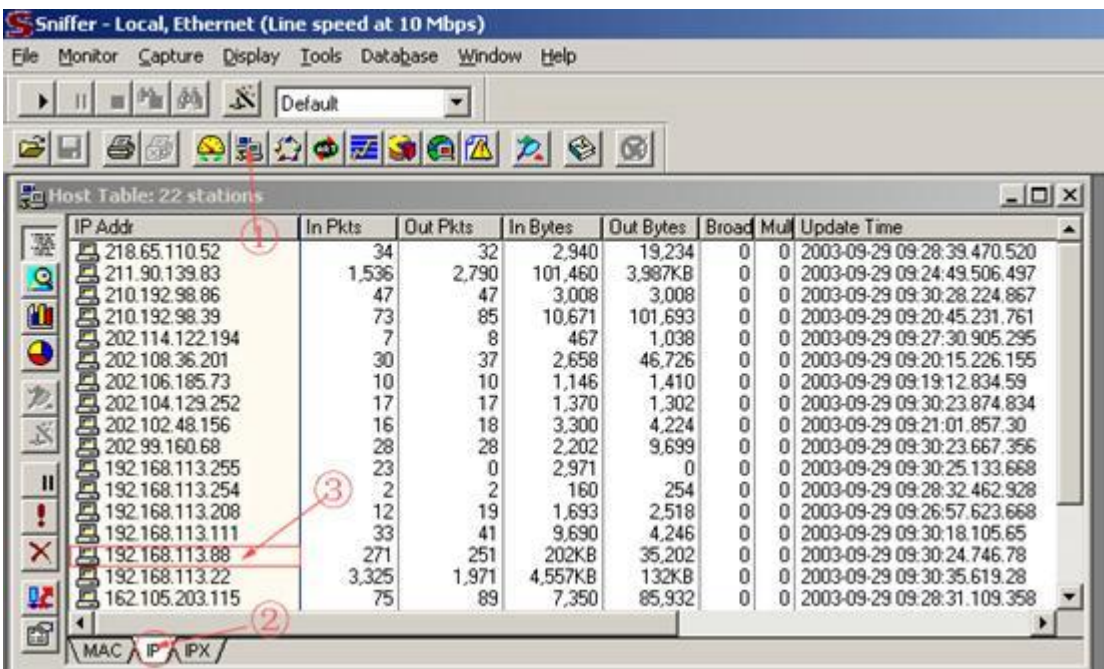 Sniffer - Local, Ethernet (Line speed at 10 Mbps)
File Monitor Capture Display Tools Database Window Help
Default
Host Table: 22 stations
IP Addr In Pkts Out Pkts In Bytes Out Bytes Broad Mul Update Time
①
218.65.110.52 34 32 2,940 19,234 0 0 2003-09-29 09:28:39.470.520
211.90.139.83 1,536 2,790 101,460 3,987KB 0 0 2003-09-29 09:24:49.506.497
210.192.98.86 47 47 3,008 3,008 0 0 2003-09-29 09:30:28.224.867
210.192.98.39 73 85 10,671 101,693 0 0 2003-09-29 09:20:45.231.761
202.114.122.194 7 8 467 1,038 0 0 2003-09-29 09:27:30.905.295
202.108.36.201 30 37 2,658 46,726 0 0 2003-09-29 09:20:15.226.155
202.106.185.73 10 10 1,146 1,410 0 0 2003-09-29 09:19:12.834.59
202.104.129.252 17 17 1,370 1,302 0 0 2003-09-29 09:30:23.874.834
202.102.48.156 16 18 3,300 4,224 0 0 2003-09-29 09:21:01.857.30
202.99.160.68 28 28 2,202 9,699 0 0 2003-09-29 09:30:23.667.356
192.168.113.255 23 0 2,971 0 0 0 2003-09-29 09:30:25.133.668
192.168.113.254 2 2 160 254 0 0 2003-09-29 09:28:32.462.928
③
192.168.113.208 12 19 1,693 2,518 0 0 2003-09-29 09:26:57.623.668
192.168.113.111 33 41 9,690 4,246 0 0 2003-09-29 09:30:18.105.65
192.168.113.88 271 251 202KB 35,202 0 0 2003-09-29 09:30:24.746.78
192.168.113.22 3,325 1,971 4,557KB 132KB 0 0 2003-09-29 09:30:35.619.28
162.105.203.115 75 89 7,350 85,932 0 0 2003-09-29 09:28:31.109.358
②
MAC IP IPX